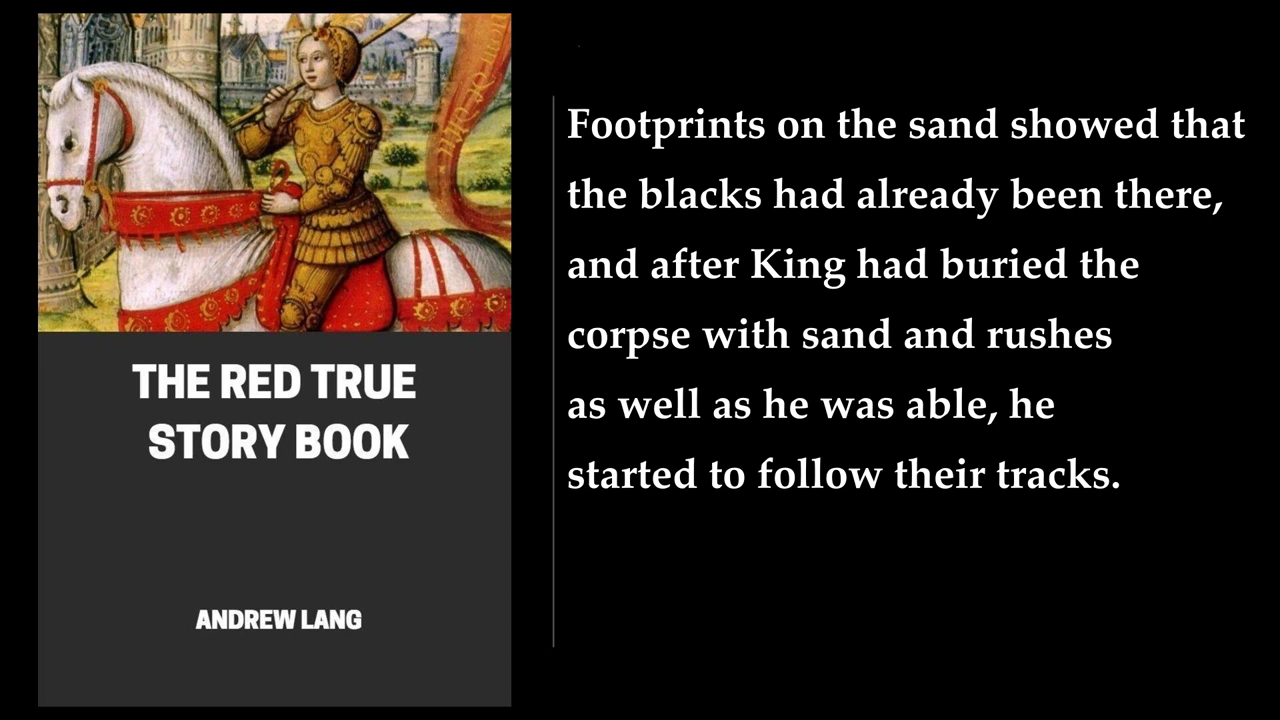 THE RED TRUE
STORY BOOK
ANDREW LANG
Footprints on the sand showed that
the blacks had already been there,
and after King had buried the
corpse with sand and rushes
as well as he was able, he
started to follow their tracks.